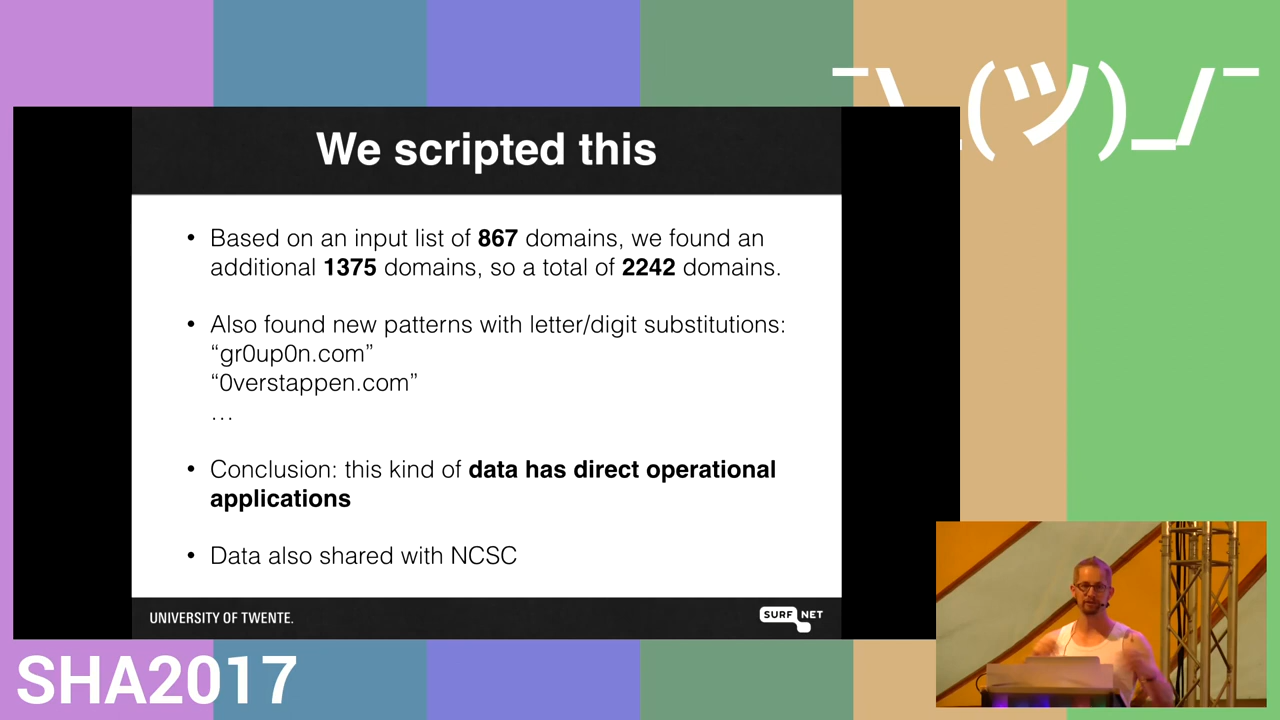 ¯\_(ツ)_/¯
We scripted this
• Based on an input list of 867 domains, we found an
additional 1375 domains, so a total of 2242 domains.
• Also found new patterns with letter/digit substitutions:
“gr0up0n.com”
“0verstappen.com”
…
• Conclusion: this kind of data has direct operational
applications
• Data also shared with NCSC
UNIVERSITY OF TWENTE.
SURF NET
SHA2017